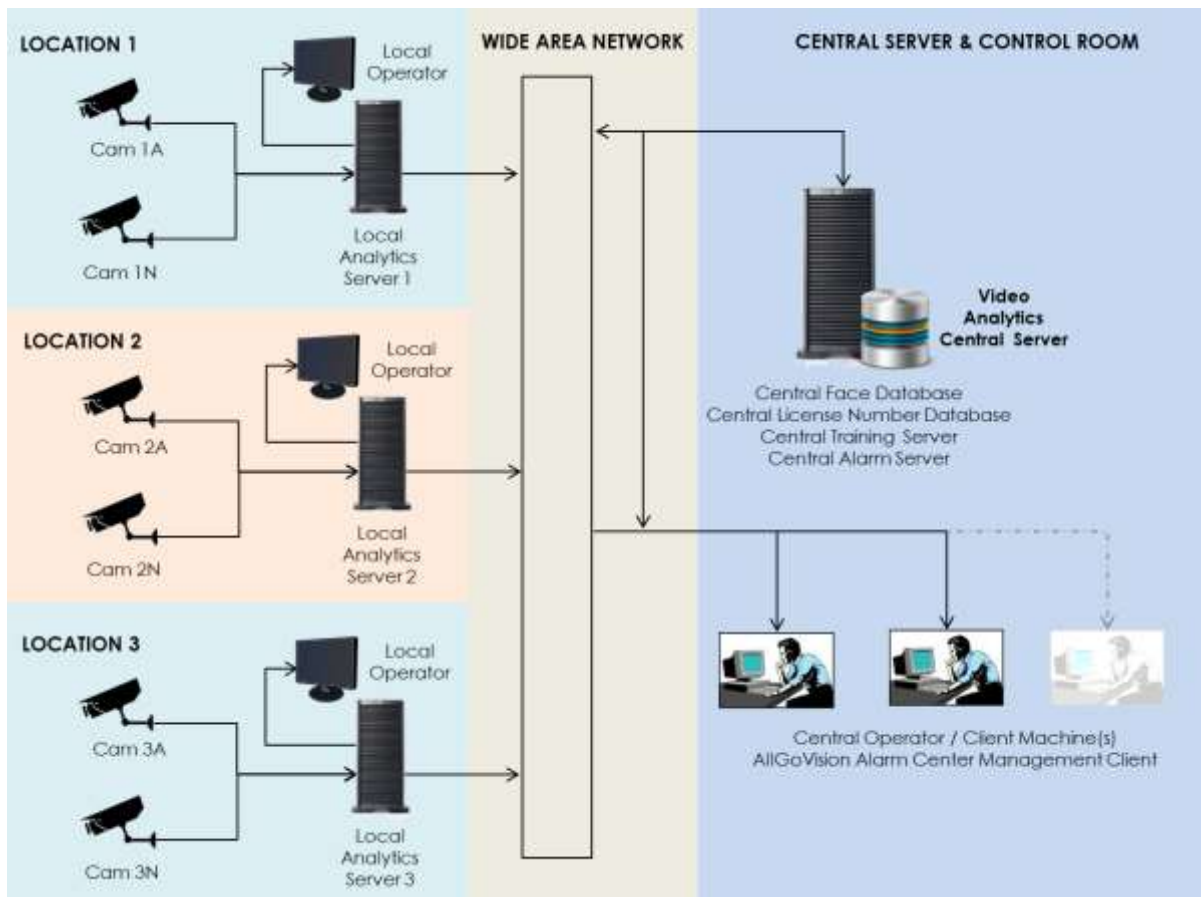 LOCATION 1
Local
Operator
Cam 1A
Cam 1N
Local
Analytics
Server 1
LOCATION 2
Local
Operator
Cam 2A
Cam 2N
Local
Analytics
Server 2
LOCATION 3
Local
Operator
Cam 3A
Cam 3N
Local
Analytics
Server 3
WIDE AREA NETWORK
CENTRAL SERVER & CONTROL ROOM
Video
Analytics
Central Server
Central Face Database
Central License Number Database
Central Training Server
Central Alarm Server
Central Operator / Client Machine(s)
AllGoVision Alarm Center Management Client